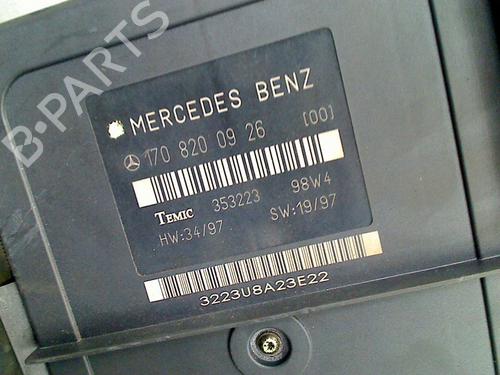 B-PARTS
MERCEDES BENZ
170 820 09 26 [00]
TEMIC 353223 98W4
HW:34/97 SW:19/97
3223U8A23E22